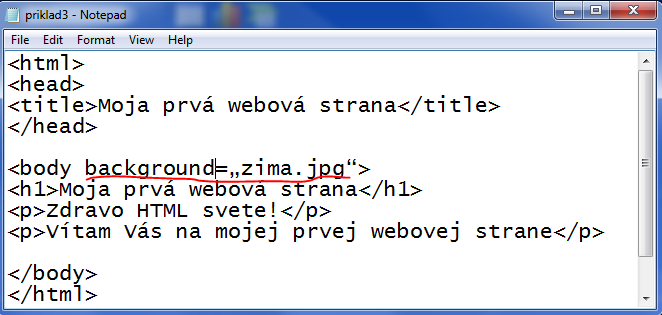 priklad3 - Notepad
File Edit Format View Help
<html>
<head>
<title>Moja prvá webová strana</title>
</head>
<body background=„zima.jpg“>
<h1>Moja prvá webová strana</h1>
<p>Zdravo HTML svete!</p>
<p>Vítam Vás na mojej prvej webovej strane</p>
</body>
</html>